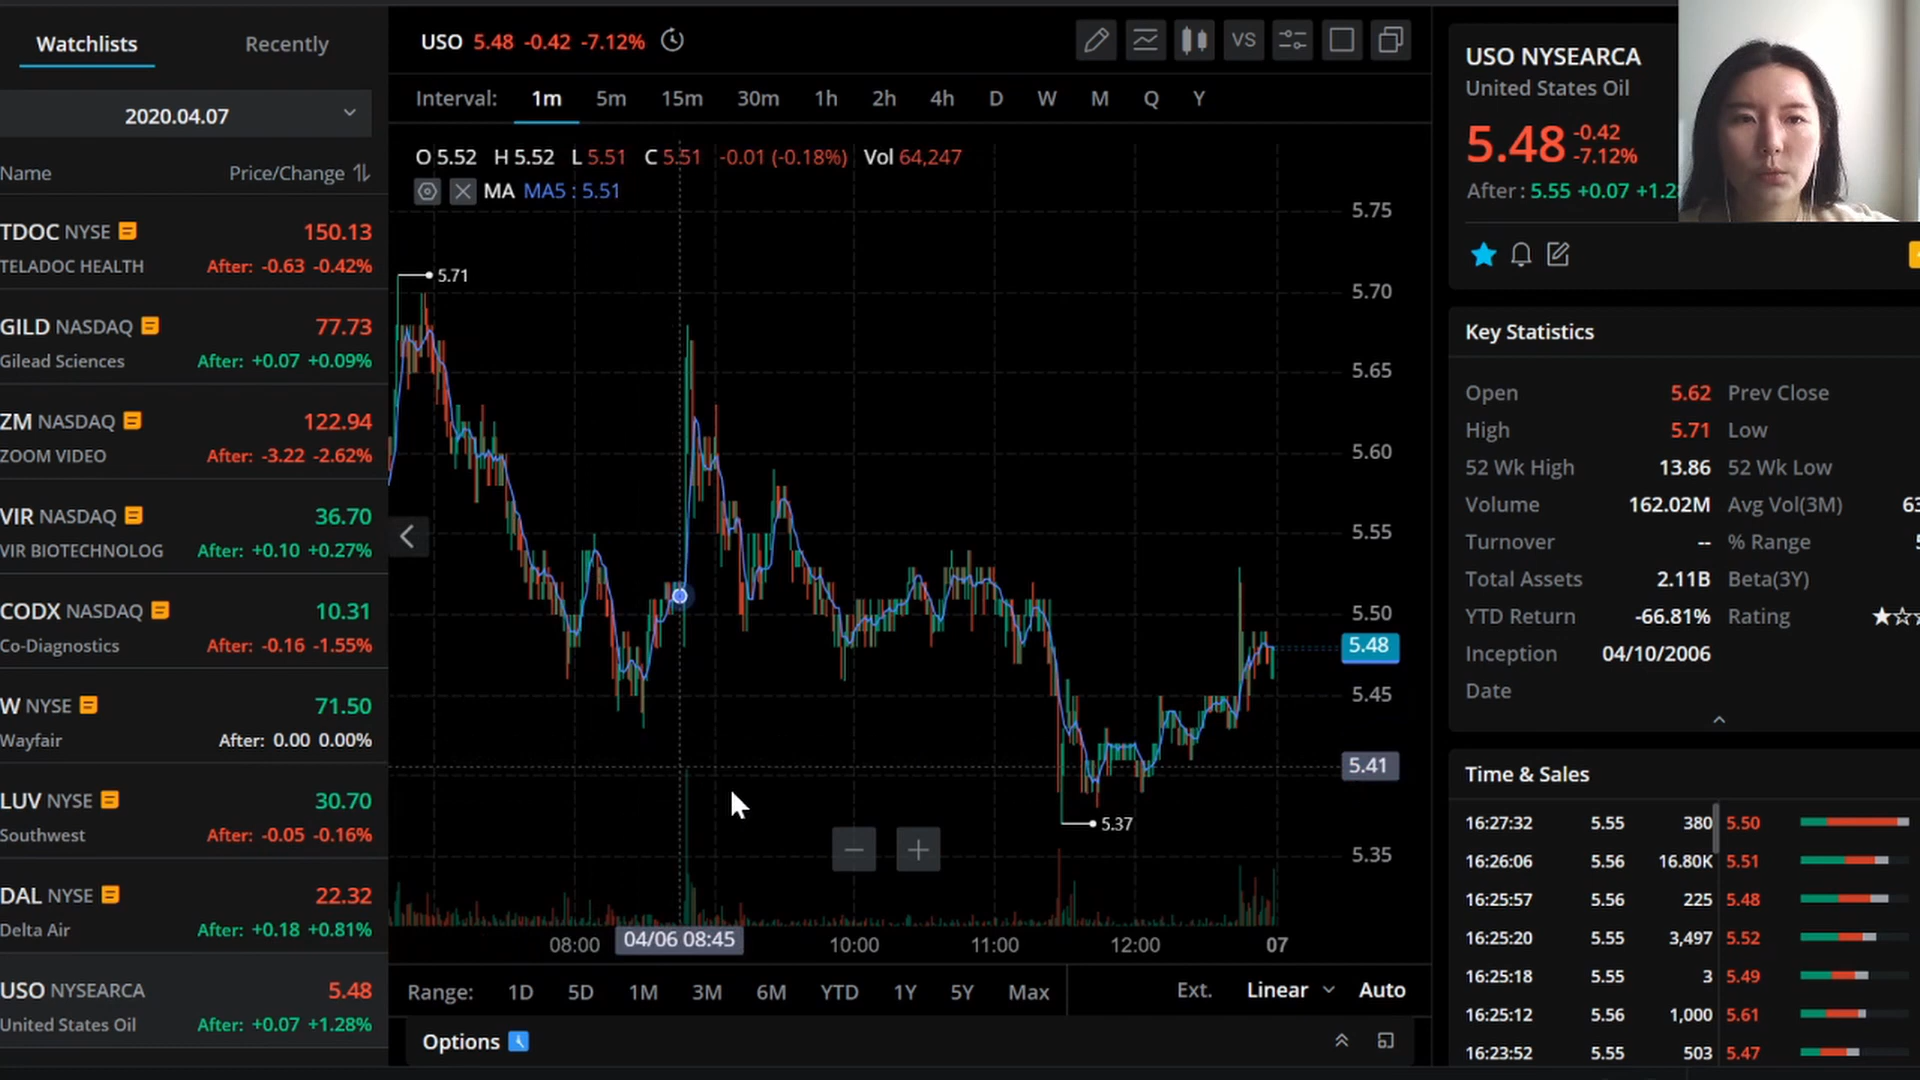 Watchlists Recently
2020.04.07
Name Price/Change
TDOC NYSE 150.13
TELADOC HEALTH After: -0.63 -0.42%
GILD NASDAQ 77.73
Gilead Sciences After: +0.07 +0.09%
ZM NASDAQ 122.94
ZOOM VIDEO After: -3.22 -2.62%
VIR NASDAQ 36.70
VIR BIOTECHNOLOG After: +0.10 +0.27%
CODX NASDAQ 10.31
Co-Diagnostics After: -0.16 -1.55%
W NYSE 71.50
Wayfair After: 0.00 0.00%
LUV NYSE 30.70
Southwest After: -0.05 -0.16%
DAL NYSE 22.32
Delta Air After: +0.18 +0.81%
USO NYSEARCA 5.48
United States Oil After: +0.07 +1.28%
USO 5.48 -0.42 -7.12%
VS
Interval: 1m 5m 15m 30m 1h 2h 4h D W M Q Y
O 5.52 H 5.52 L 5.51 C 5.51 -0.01 (-0.18%) Vol 64,247
MA MA5 : 5.51
5.75
5.71
5.70
5.65
5.60
5.55
5.50
5.48
5.45
5.41
5.37
5.35
08:00 04/06 08:45 10:00 11:00 12:00 07
Range: 1D 5D 1M 3M 6M YTD 1Y 5Y Max Ext. Linear Auto
Options
USO NYSEARCA
United States Oil
5.48 -0.42
-7.12%
After : 5.55 +0.07 +1.2
Key Statistics
Open 5.62 Prev Close
High 5.71 Low
52 Wk High 13.86 52 Wk Low
Volume 162.02M Avg Vol(3M) 63
Turnover -- % Range
Total Assets 2.11B Beta(3Y)
YTD Return -66.81% Rating
Inception 04/10/2006
Date
Time & Sales
16:27:32 5.55 380 5.50
16:26:06 5.56 16.80K 5.51
16:25:57 5.56 225 5.48
16:25:20 5.55 3,497 5.52
16:25:18 5.55 3 5.49
16:25:12 5.56 1,000 5.61
16:23:52 5.55 503 5.47